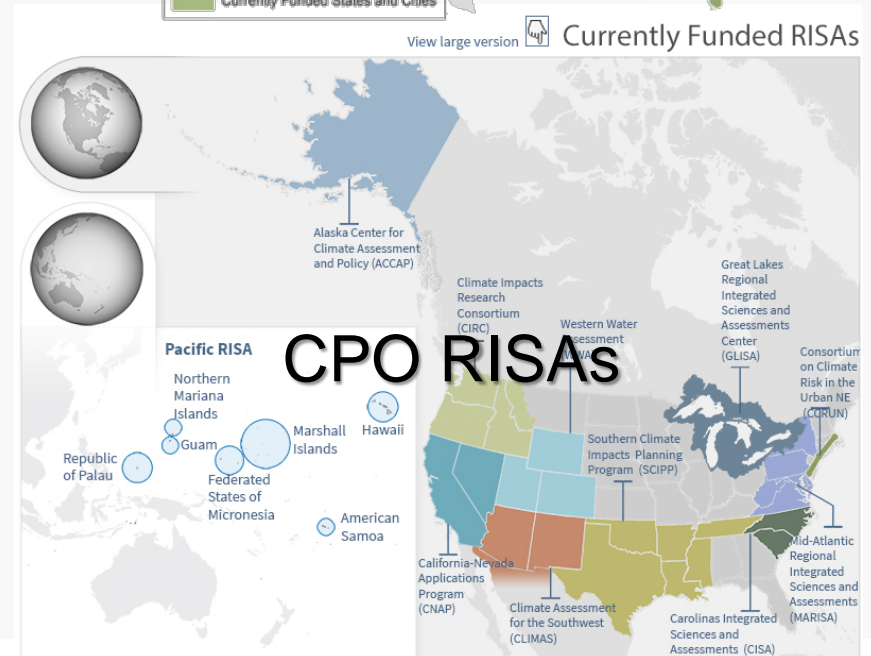 Currently Funded States and Cities
View large version
Currently Funded RISAs
Alaska Center for
Climate Assessment
and Policy (ACCAP)
Climate Impacts
Research
Consortium
(CIRC)
Western Water
Assessment
(WWA)
Great Lakes
Regional
Integrated
Sciences and
Assessments
Center
(GLISA)
Consortium
on Climate
Risk in the
Urban NE
(CCRUN)
CPO RISAs
Pacific RISA
Northern
Mariana
Islands
Guam
Republic
of Palau
Federated
States of
Micronesia
Marshall
Islands
Hawaii
American
Samoa
Southern Climate
Impacts Planning
Program (SCIPP)
California-Nevada
Applications
Program
(CNAP)
Climate Assessment
for the Southwest
(CLIMAS)
Carolinas Integrated
Sciences and
Assessments (CISA)
Mid-Atlantic
Regional
Integrated
Sciences and
Assessments
(MARISA)